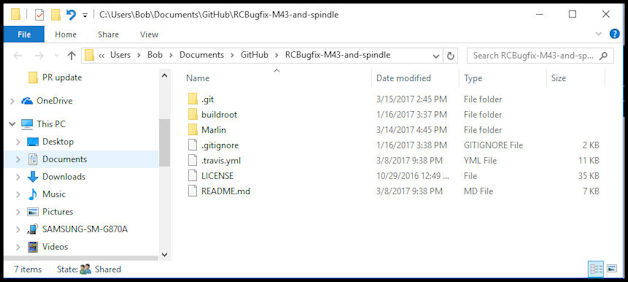 C:\Users\Bob\Documents\GitHub\RCBugfix-M43-and-spindle
File Home Share View
Users Bob Documents GitHub RCBugfix-M43-and-spindle Search RCBugfix-M43-and-sp...
PR update
OneDrive
This PC
Desktop
Documents
Downloads
Music
Pictures
SAMSUNG-SM-G870A
Videos
Name Date modified Type Size
.git 3/15/2017 2:45 PM File folder
buildroot 1/16/2017 3:37 PM File folder
Marlin 3/14/2017 4:45 PM File folder
.gitignore 1/16/2017 3:38 PM GITIGNORE File 2 KB
.travis.yml 3/8/2017 9:38 PM YML File 11 KB
LICENSE 10/29/2016 12:49 ... File 35 KB
README.md 3/8/2017 9:38 PM MD File 7 KB
7 items State: Shared